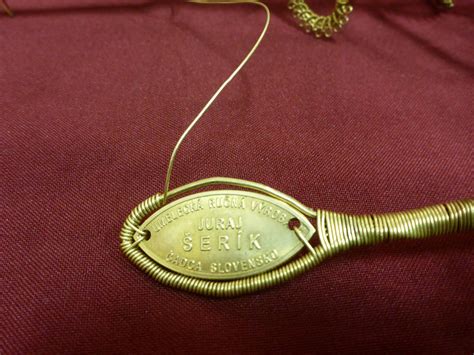 UMELECKÁ RUČNÁ VÝROBA
JURAJ
ŠERÍK
ČADCA SLOVENSKO